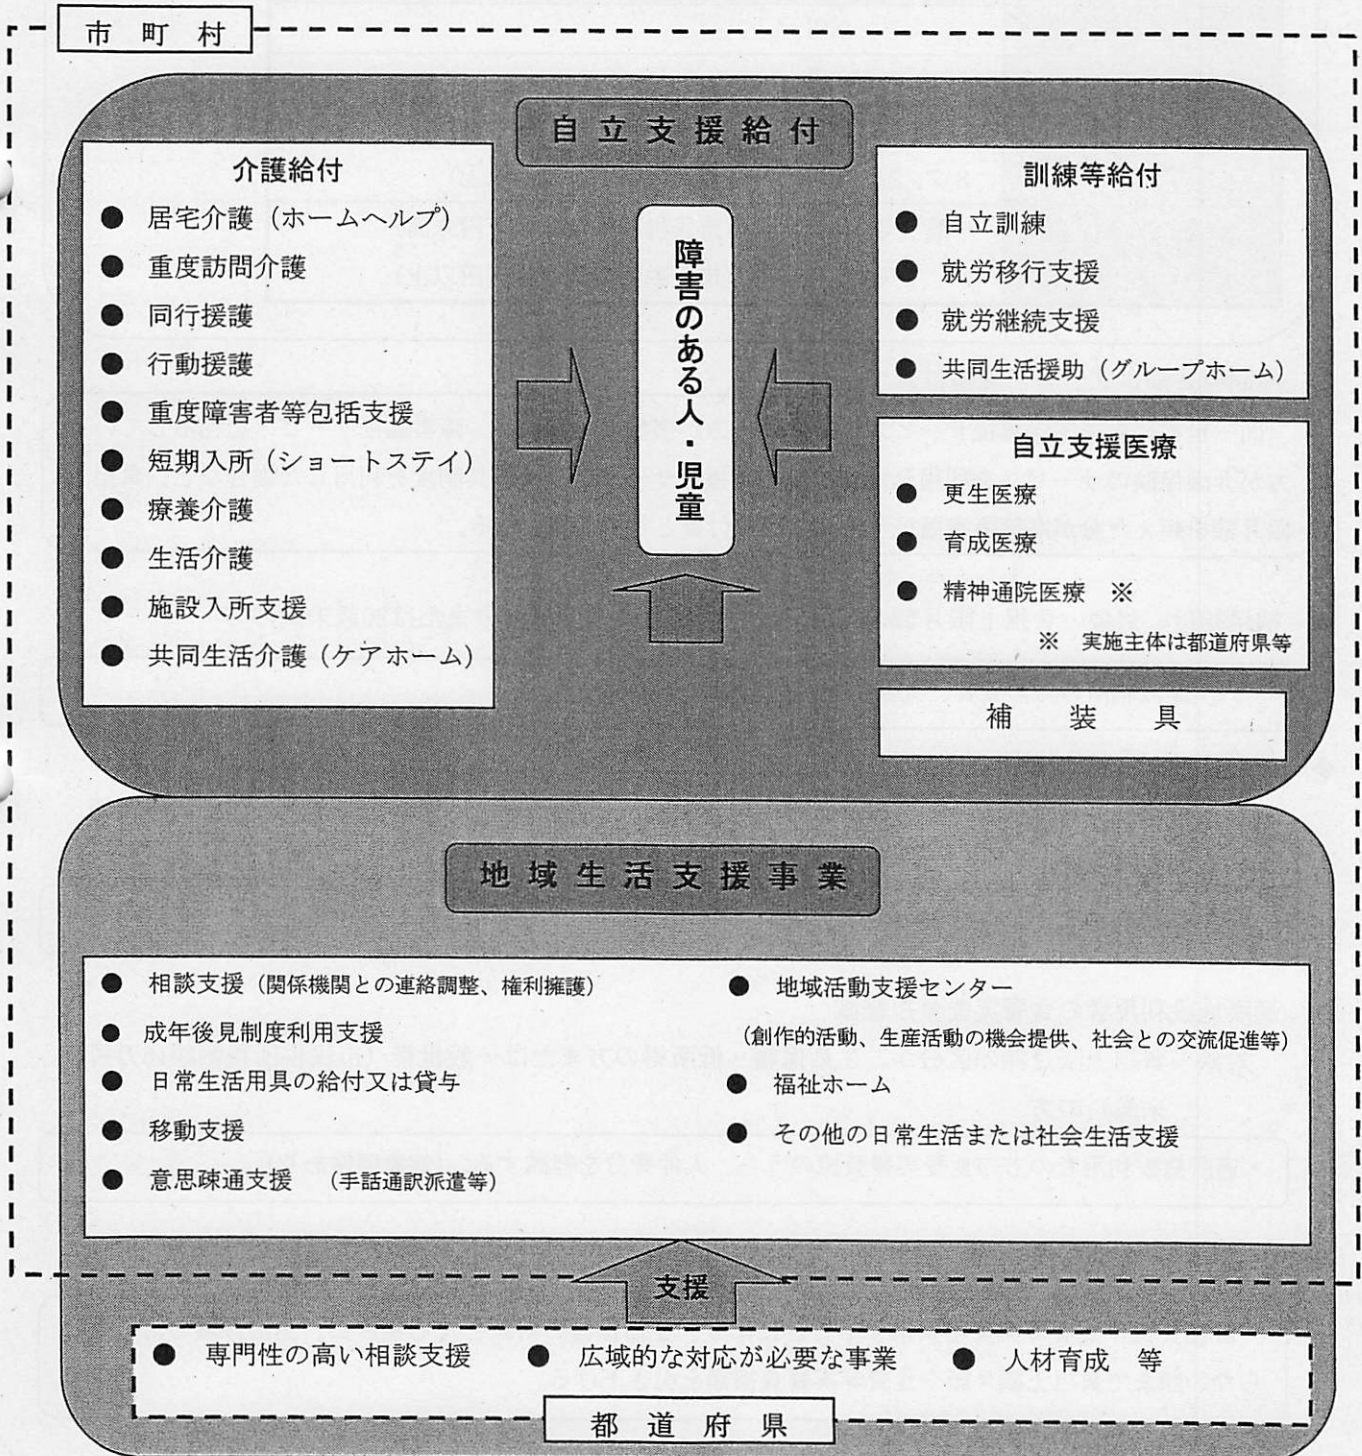 市 町 村
自 立 支 援 給 付
介護給付
● 居宅介護（ホームヘルプ）
● 重度訪問介護
● 同行援護
● 行動援護
● 重度障害者等包括支援
● 短期入所（ショートステイ）
● 療養介護
● 生活介護
● 施設入所支援
● 共同生活介護（ケアホーム）
障害のある人・児童
訓練等給付
● 自立訓練
● 就労移行支援
● 就労継続支援
● 共同生活援助（グループホーム）
自立支援医療
● 更生医療
● 育成医療
● 精神通院医療 ※
※ 実施主体は都道府県等
補 装 具
地 域 生 活 支 援 事 業
● 相談支援（関係機関との連絡調整、権利擁護）
● 成年後見制度利用支援
● 日常生活用具の給付又は貸与
● 移動支援
● 意思疎通支援 （手話通訳派遣等）
● 地域活動支援センター
（創作的活動、生産活動の機会提供、社会との交流促進等）
● 福祉ホーム
● その他の日常生活または社会生活支援
支援
● 専門性の高い相談支援 ● 広域的な対応が必要な事業 ● 人材育成 等
都 道 府 県